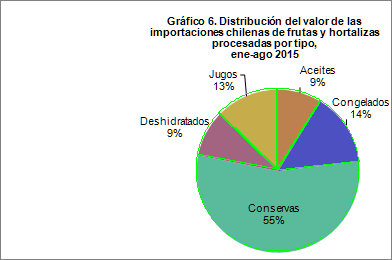 Gráfico 6. Distribución del valor de las
importaciones chilenas de frutas y hortalizas
procesadas por tipo,
ene-ago 2015
Jugos
13%
Aceites
9%
Congelados
14%
Deshidratados
9%
Conservas
55%